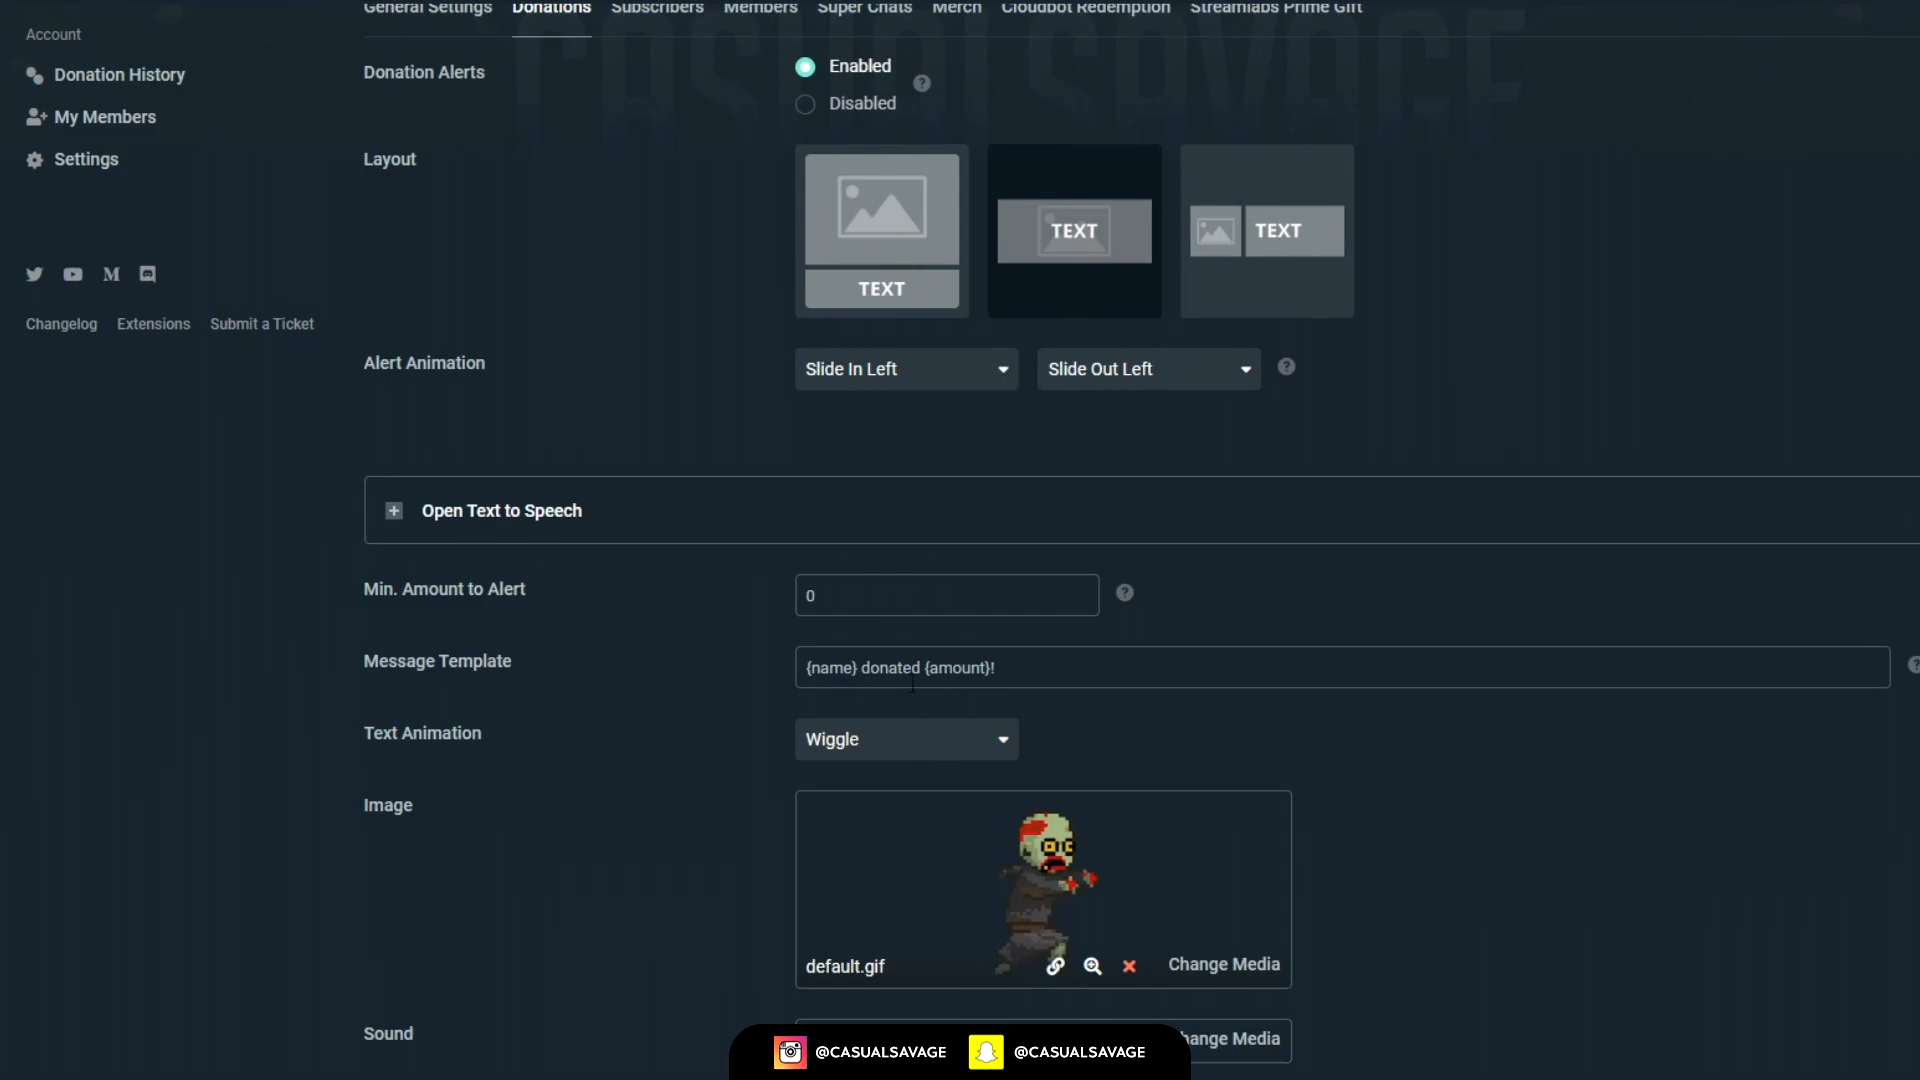 General Settings Donations Subscribers Members Super Chats Merch Cloudbot Redemption Streamlabs Prime Gift
CASUALSAVAGE
Account
Donation History
My Members
Settings
Changelog Extensions Submit a Ticket
Donation Alerts
Enabled
?
Disabled
Layout
TEXT
TEXT
TEXT
Alert Animation
Slide In Left
Slide Out Left
?
+ Open Text to Speech
Min. Amount to Alert
0
?
Message Template
{name} donated {amount}!
?
Text Animation
Wiggle
Image
default.gif
Change Media
Sound
hange Media
@CASUALSAVAGE @CASUALSAVAGE